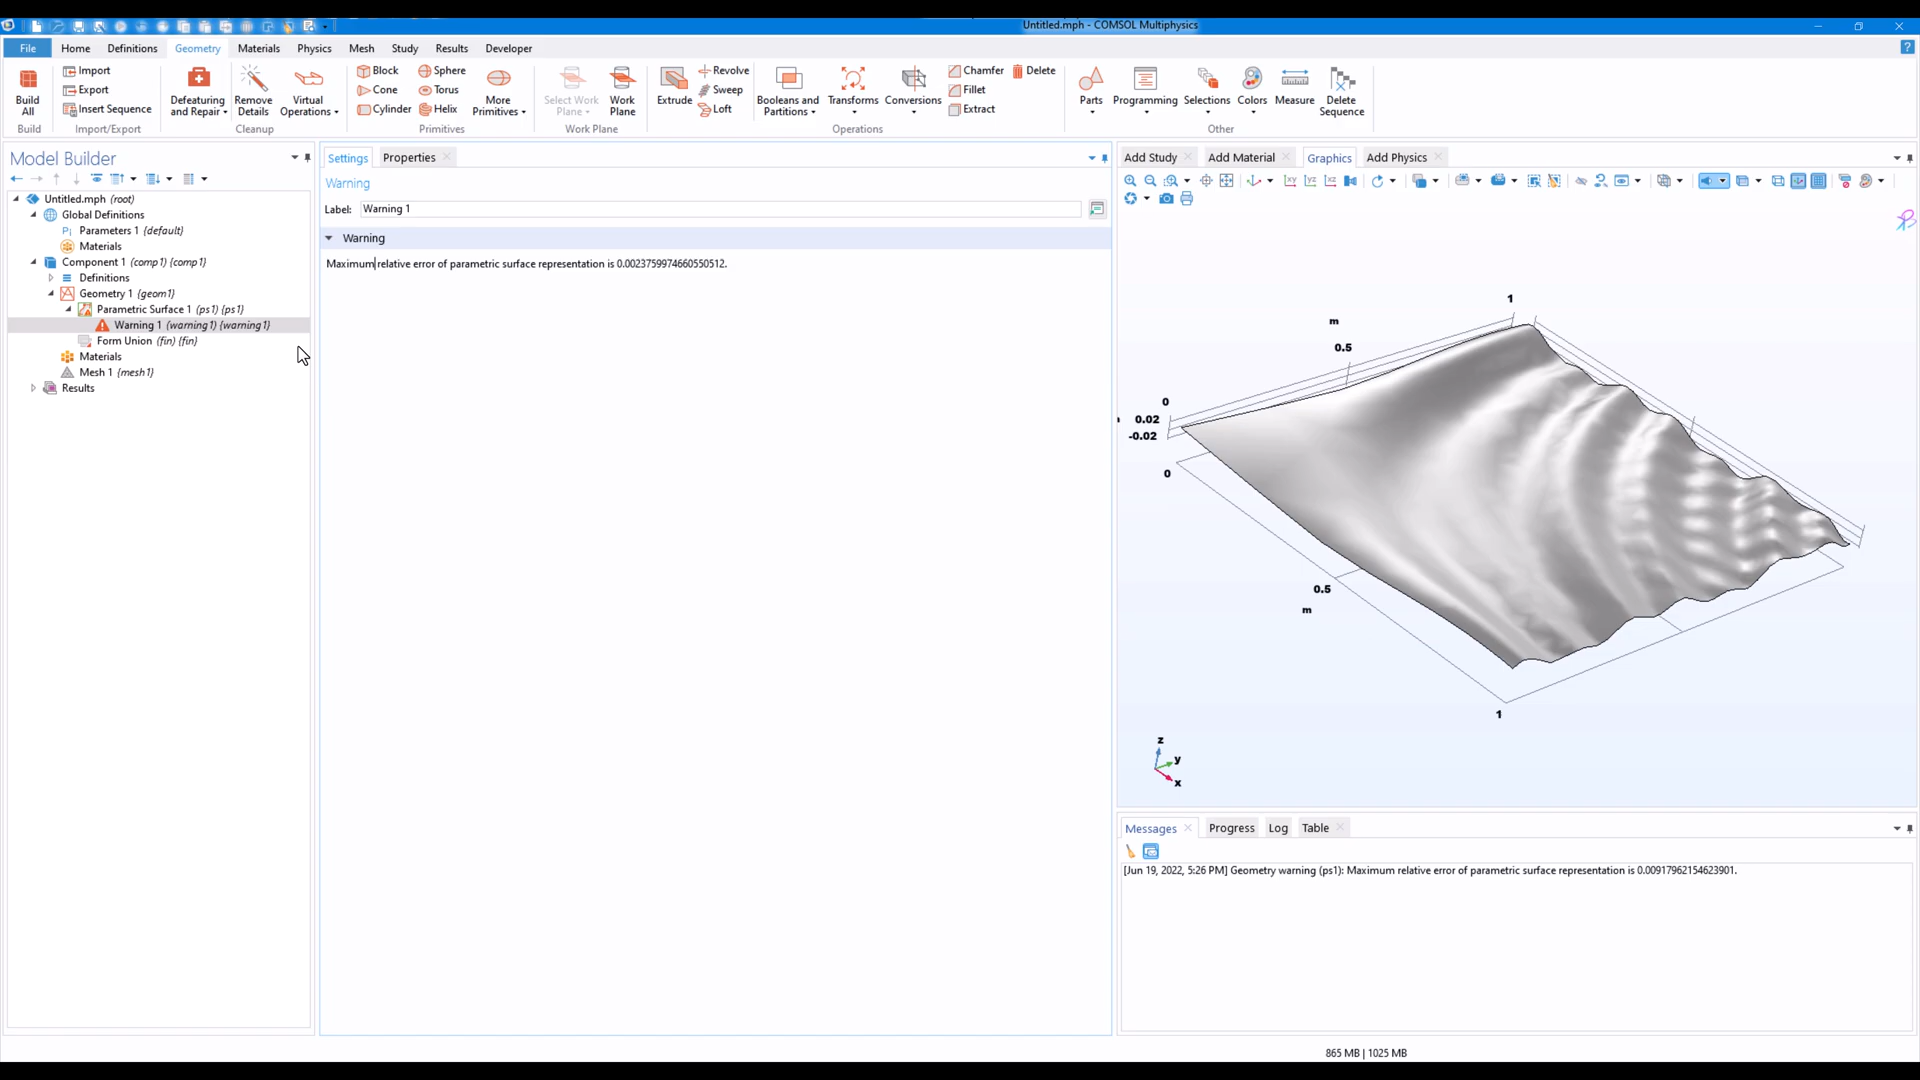 Untitled.mph - COMSOL Multiphysics
File Home Definitions Geometry Materials Physics Mesh Study Results Developer
Build All
Build
Import
Export
Insert Sequence
Import/Export
Defeaturing and Repair
Remove Details
Virtual Operations
Cleanup
Block
Cone
Cylinder
Sphere
Torus
Helix
More Primitives
Primitives
Select Work Plane
Work Plane
Work Plane
Extrude
Revolve
Sweep
Loft
Booleans and Partitions
Transforms
Conversions
Chamfer
Fillet
Extract
Delete
Operations
Parts
Programming
Selections
Colors
Measure
Delete Sequence
Other
Model Builder
Untitled.mph (root)
Global Definitions
Parameters 1 {default}
Materials
Component 1 (comp1) {comp1}
Definitions
Geometry 1 {geom1}
Parametric Surface 1 (ps1) {ps1}
Warning 1 (warning1) {warning1}
Form Union (fin) {fin}
Materials
Mesh 1 {mesh1}
Results
Settings Properties
Warning
Label: Warning 1
Warning
Maximum relative error of parametric surface representation is 0.0023759974660550512.
Add Study Add Material Graphics Add Physics
xy yz xz
1
m
0.5
0
0.02
-0.02
0
0.5
m
1
z
y
x
Messages Progress Log Table
[Jun 19, 2022, 5:26 PM] Geometry warning (ps1): Maximum relative error of parametric surface representation is 0.00917962154623901.
865 MB | 1025 MB